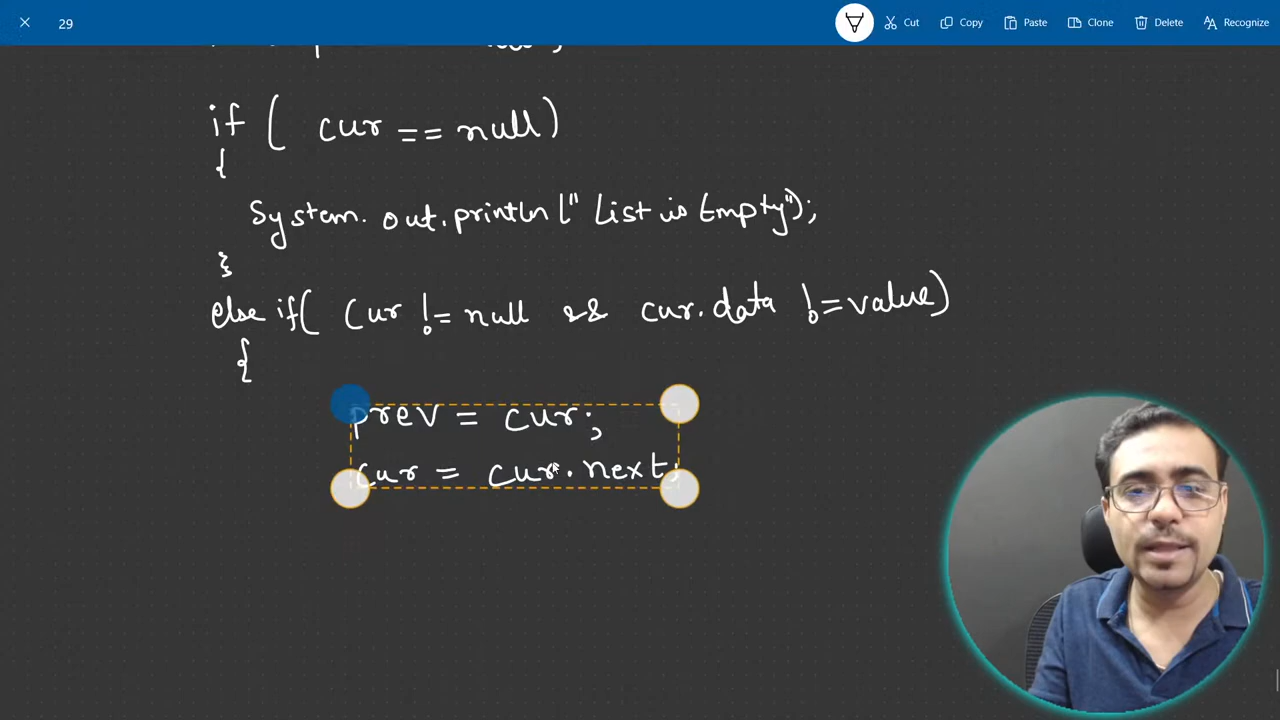 29
Cut Copy Paste Clone Delete Recognize
if ( cur == null)
{
System. out.println(" List is Empty");
}
else if( Cur != null && cur.data != value)
{
prev = cur;
cur = cur.next;